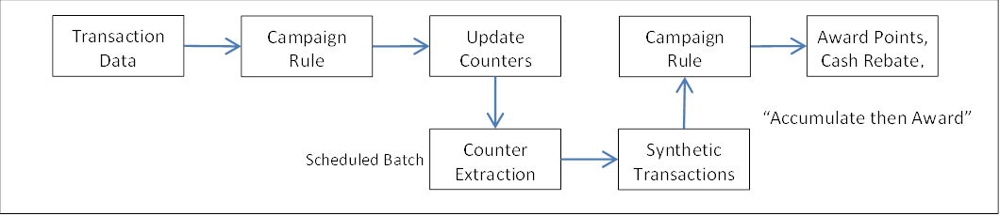 Transaction
Data
Campaign
Rule
Update
Counters
Campaign
Rule
Award Points,
Cash Rebate,
“Accumulate then Award”
Scheduled Batch
Counter
Extraction
Synthetic
Transactions